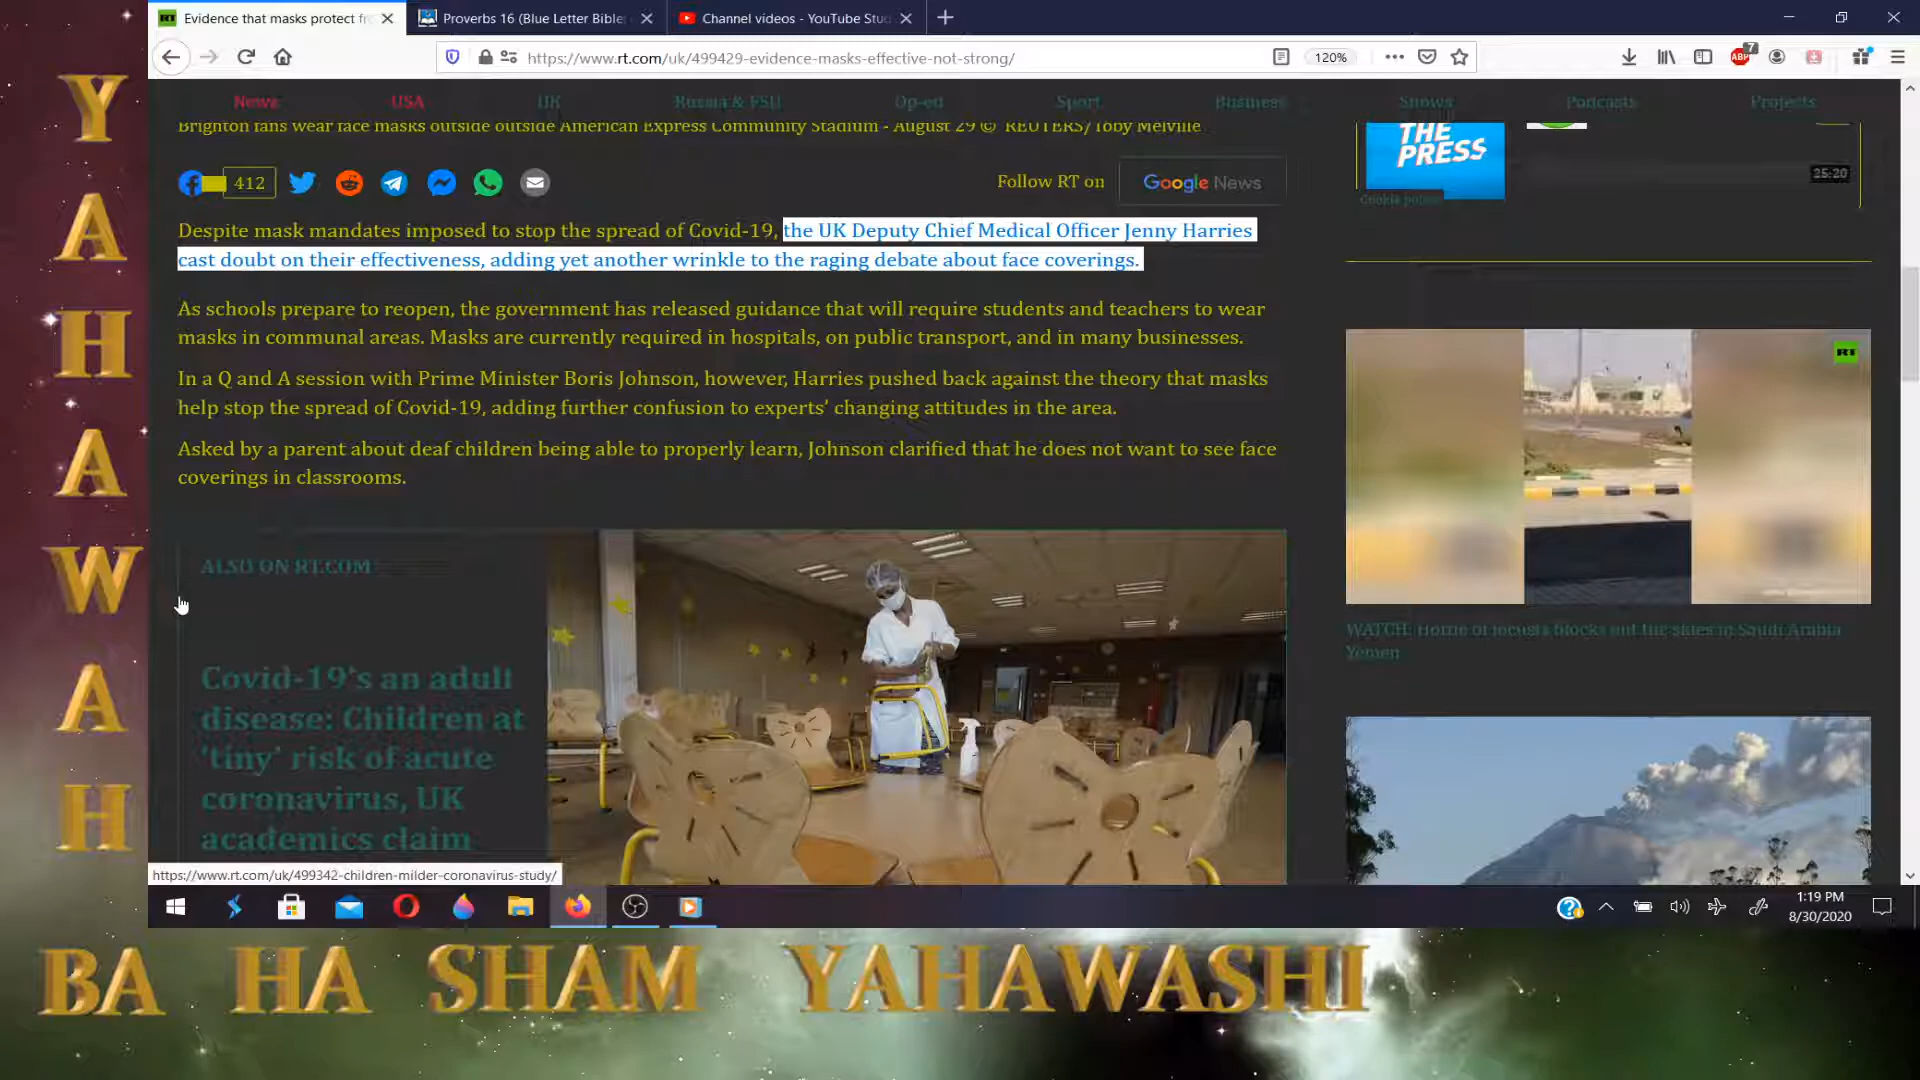 Evidence that masks protect fr
Proverbs 16 (Blue Letter Bible:
Channel videos - YouTube Stu
https://www.rt.com/uk/499429-evidence-masks-effective-not-strong/
120%
ABP
7
News
USA
UK
Russia & FSU
Op-ed
Sport
Business
Shows
Podcasts
Projects
Brighton fans wear face masks outside outside American Express Community Stadium - August 29 © REUTERS/Toby Melville
412
Follow RT on
Google News
THE
PRESS
25:20
Cookie policy
Despite mask mandates imposed to stop the spread of Covid-19, the UK Deputy Chief Medical Officer Jenny Harries
cast doubt on their effectiveness, adding yet another wrinkle to the raging debate about face coverings.
As schools prepare to reopen, the government has released guidance that will require students and teachers to wear
masks in communal areas. Masks are currently required in hospitals, on public transport, and in many businesses.
In a Q and A session with Prime Minister Boris Johnson, however, Harries pushed back against the theory that masks
help stop the spread of Covid-19, adding further confusion to experts' changing attitudes in the area.
Asked by a parent about deaf children being able to properly learn, Johnson clarified that he does not want to see face
coverings in classrooms.
RT
ALSO ON RT.COM
Covid-19's an adult
disease: Children at
'tiny' risk of acute
coronavirus, UK
academics claim
WATCH: Horde of locusts blocks out the skies in Saudi Arabia
Yemen
https://www.rt.com/uk/499342-children-milder-coronavirus-study/
1:19 PM
8/30/2020
YAHAWAH
BA HA SHAM YAHAWASHI